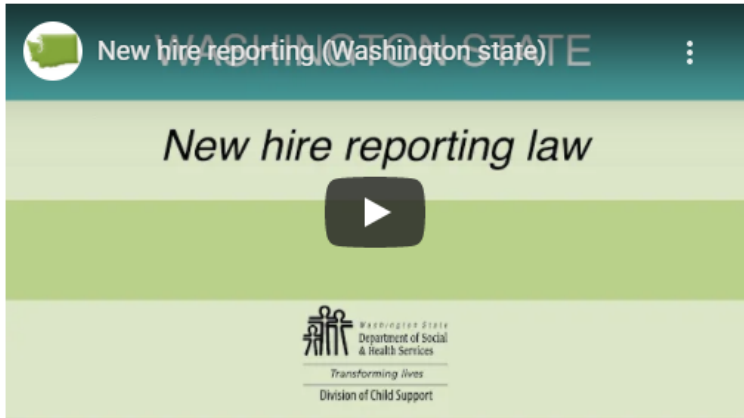 WASHINGTON STATE
New hire reporting (Washington state)
New hire reporting law
Washington State
Department of Social
& Health Services
Transforming lives
Division of Child Support